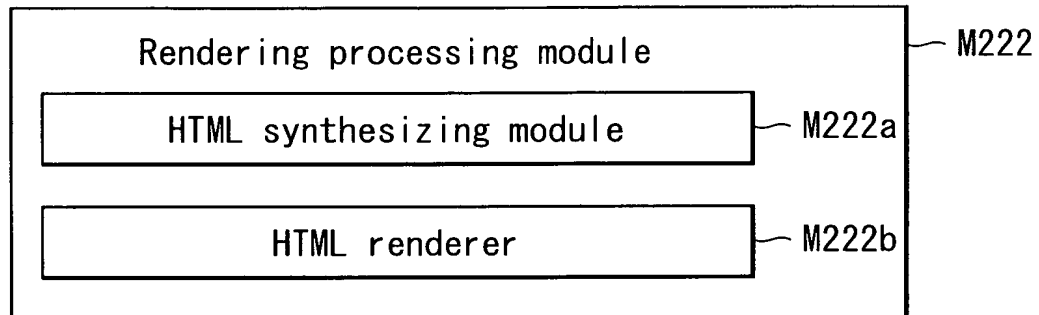 Rendering processing module M222
HTML synthesizing module M222a
HTML renderer M222b